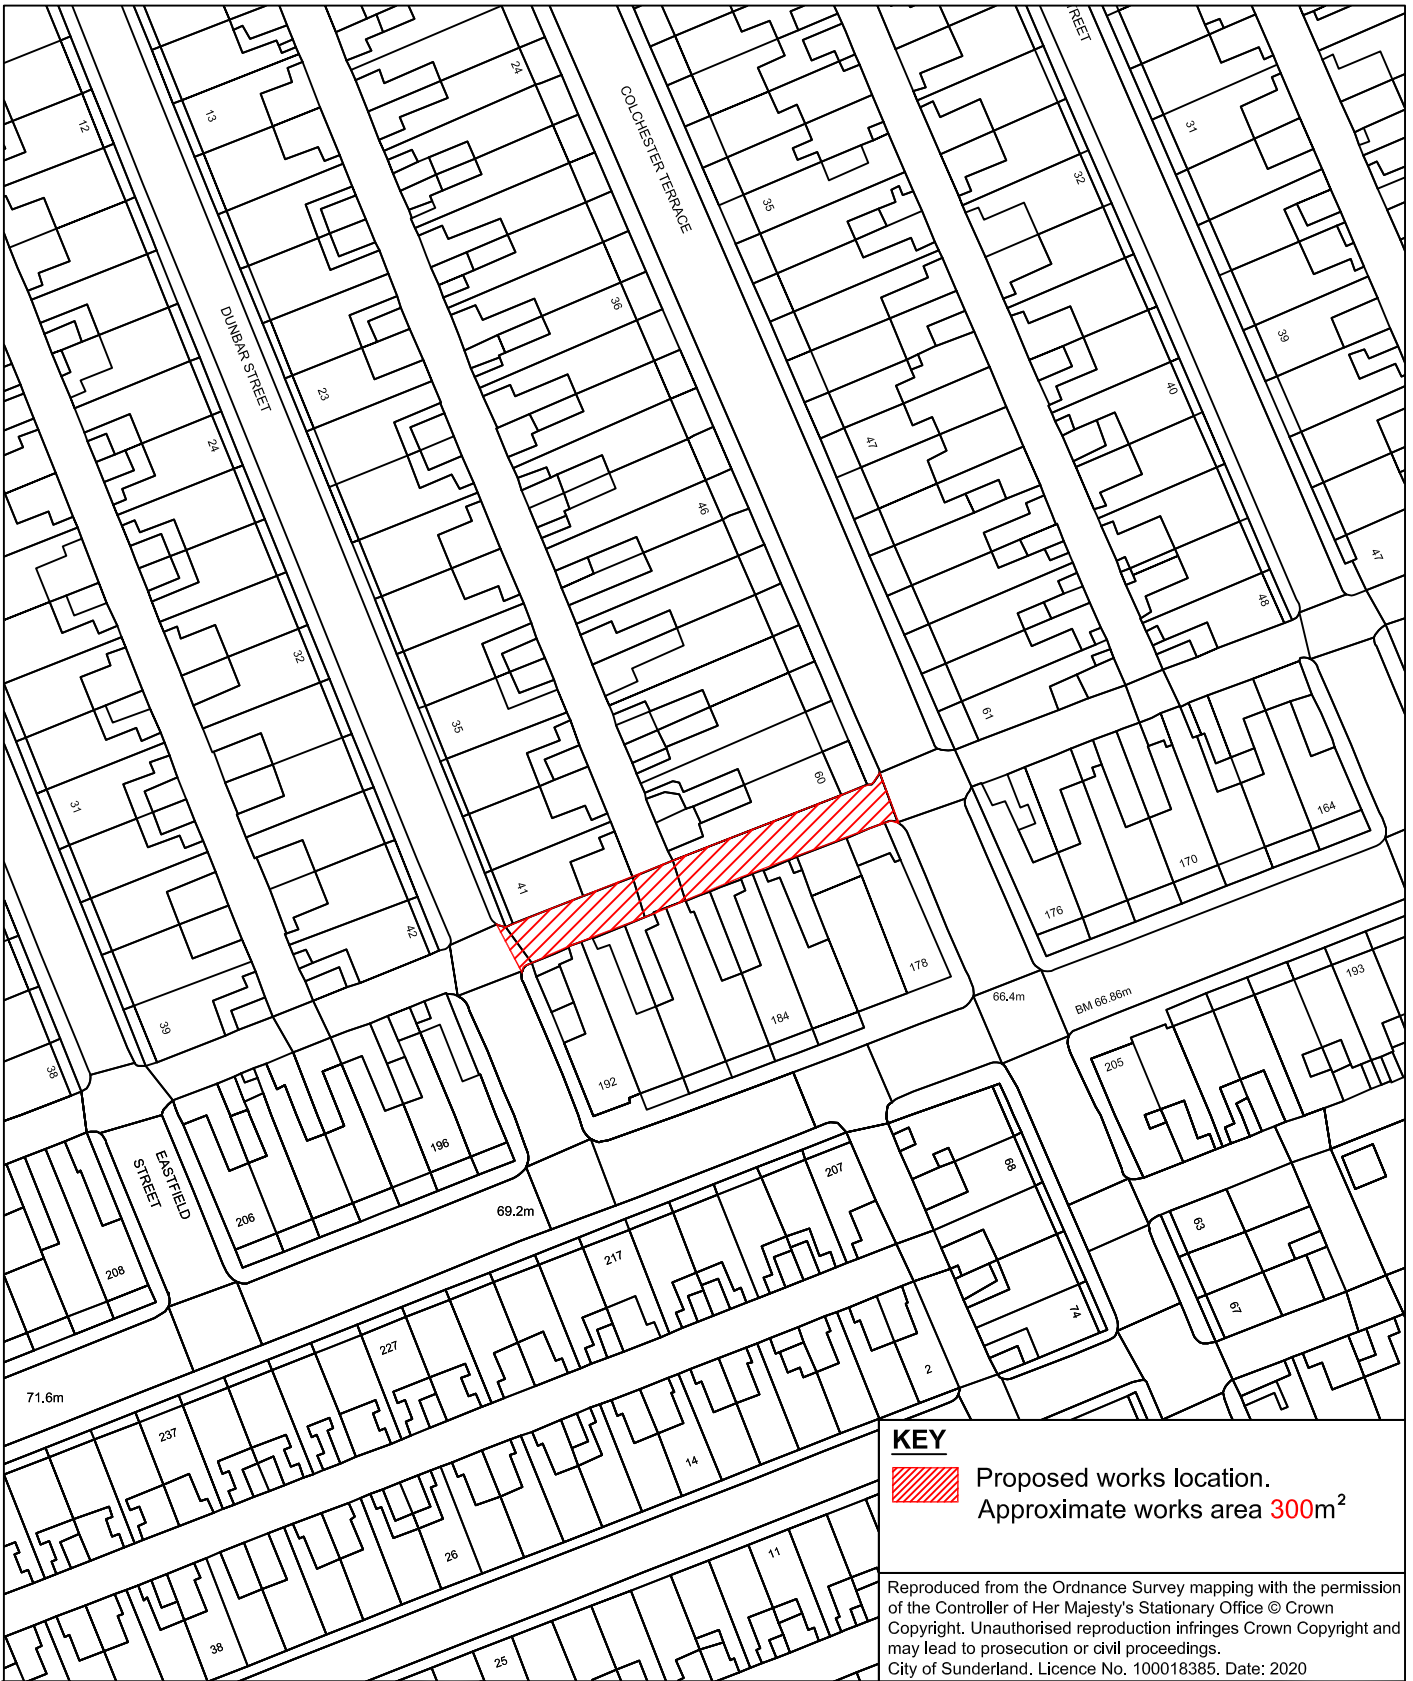 REET
24
12
13
31
COLCHESTER TERRACE
32
35
36
DUNBAR STREET
39
23
40
47
24
46
47
48
32
35
61
60
31
164
170
41
176
42
178
193
66.4m
BM 66.86m
184
39
205
38
192
196
EASTFIELD
STREET
207
68
69.2m
206
63
217
208
67
74
227
2
71.6m
237
14
26
11
38
25
KEY
Proposed works location.
Approximate works area 300m²
Reproduced from the Ordnance Survey mapping with the permission
of the Controller of Her Majesty's Stationary Office © Crown
Copyright. Unauthorised reproduction infringes Crown Copyright and
may lead to prosecution or civil proceedings.
City of Sunderland. Licence No. 100018385. Date: 2020